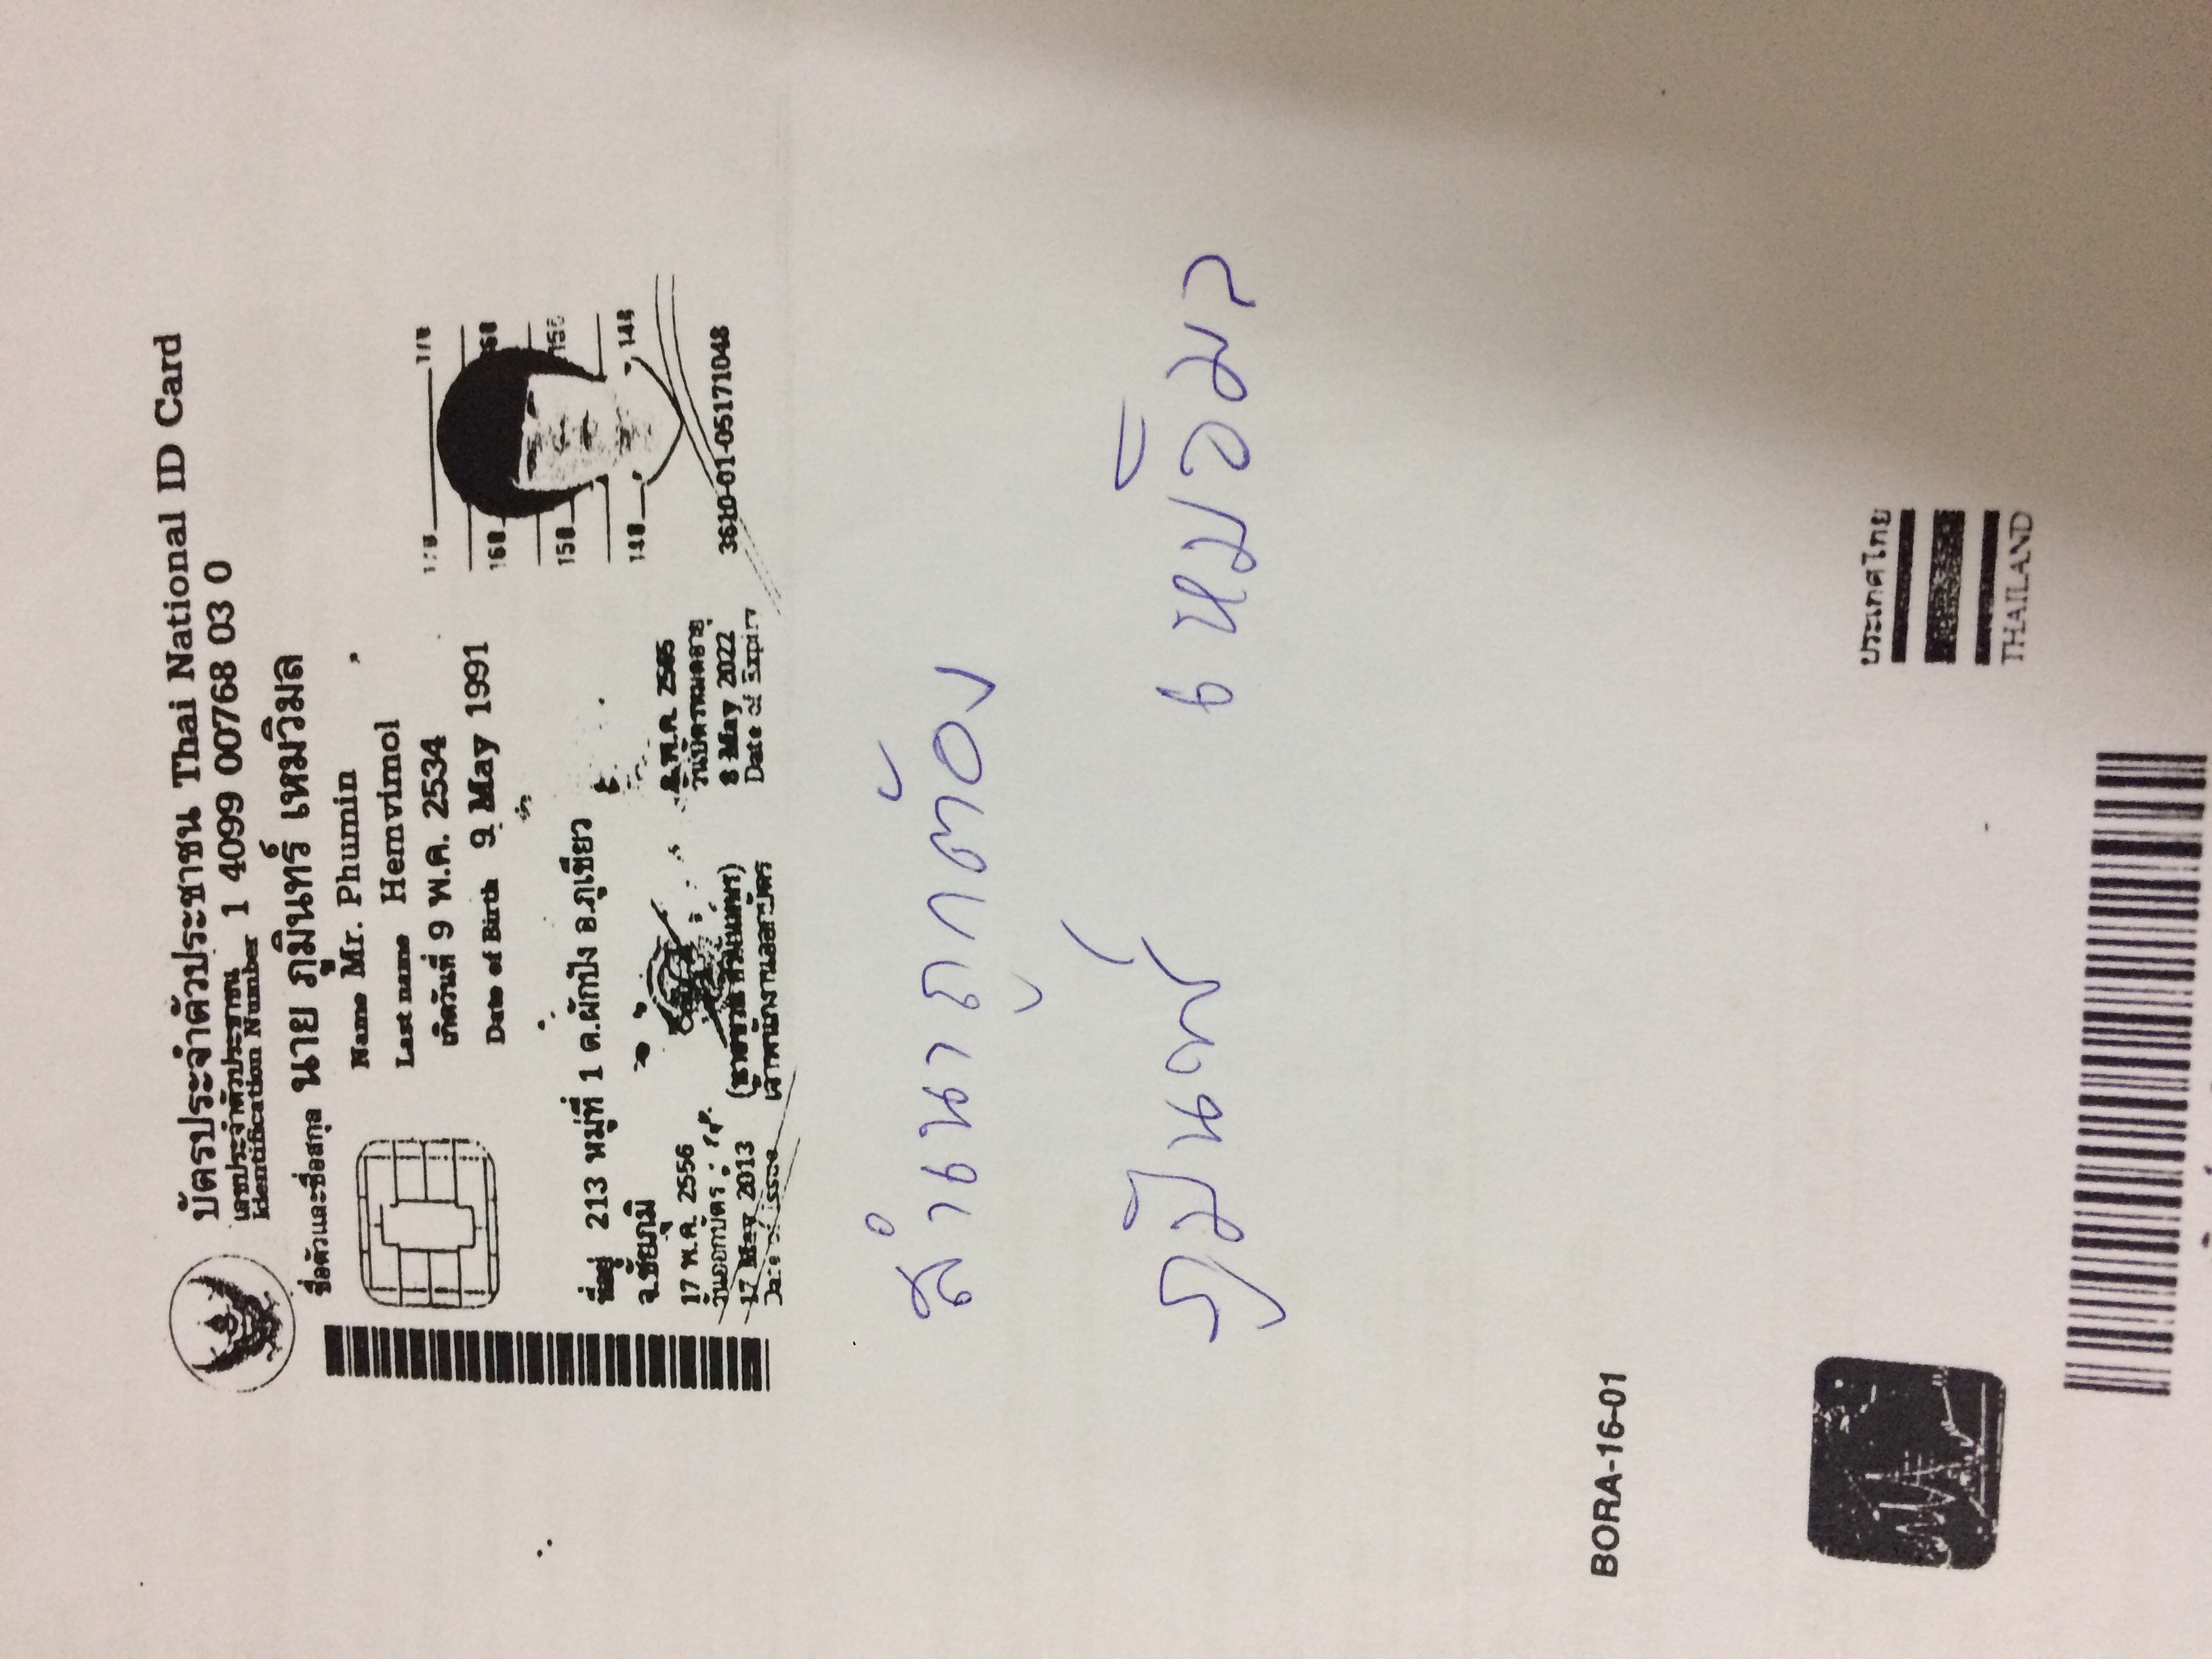 บัตรประจำตัวประชาชน Thai National ID Card
เลขประจำตัวประชาชน
Identification Number 1 4099 00768 03 0
ชื่อตัวและชื่อสกุล นาย ภูมินทร์ เหมวิมล
Name Mr. Phumin
Last name Hemvimol
เกิดวันที่ 9 พ.ค. 2534
Date of Birth 9 May 1991
178 178
168 168
158 158
148 148
ที่อยู่ 213 หมู่ที่ 1 ต.ผักปัง อ.ภูเขียว
จ.ชัยภูมิ
17 พ.ค. 2556
วันออกบัตร
17 May 2013
Date of Issue
เจ้าพนักงานออกบัตร
8 พ.ค. 2565
วันบัตรหมดอายุ
8 May 2022
Date of Expiry
3610-01-05171048
สำเนาถูกต้อง
ภูมินทร์ เหมวิมล
BORA-16-01
ประเทศไทย
THAILAND